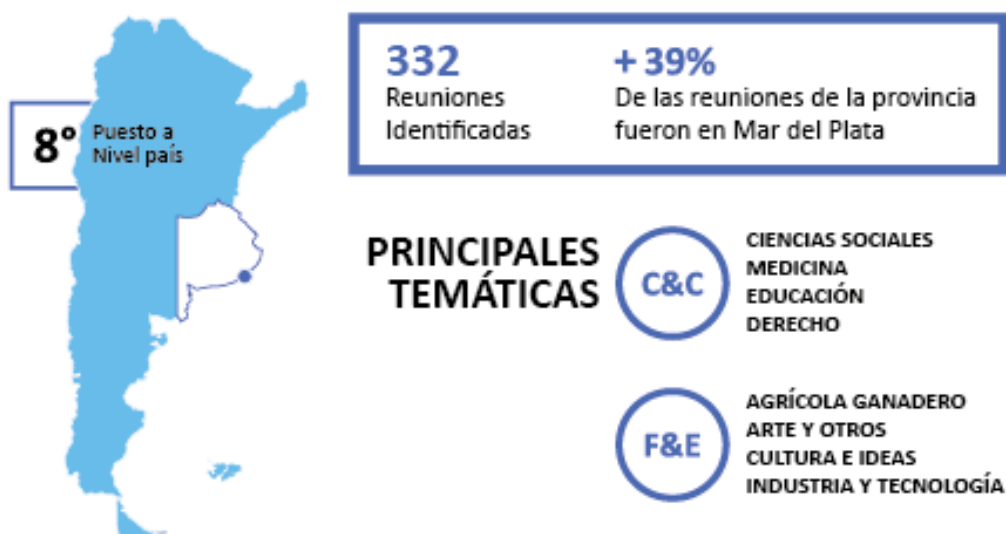 332
Reuniones
Identificadas
+ 39%
De las reuniones de la provincia
fueron en Mar del Plata
8º
Puesto a
Nivel país
PRINCIPALES
TEMÁTICAS
C&C
CIENCIAS SOCIALES
MEDICINA
EDUCACIÓN
DERECHO
F&E
AGRÍCOLA GANADERO
ARTE Y OTROS
CULTURA E IDEAS
INDUSTRIA Y TECNOLOGÍA